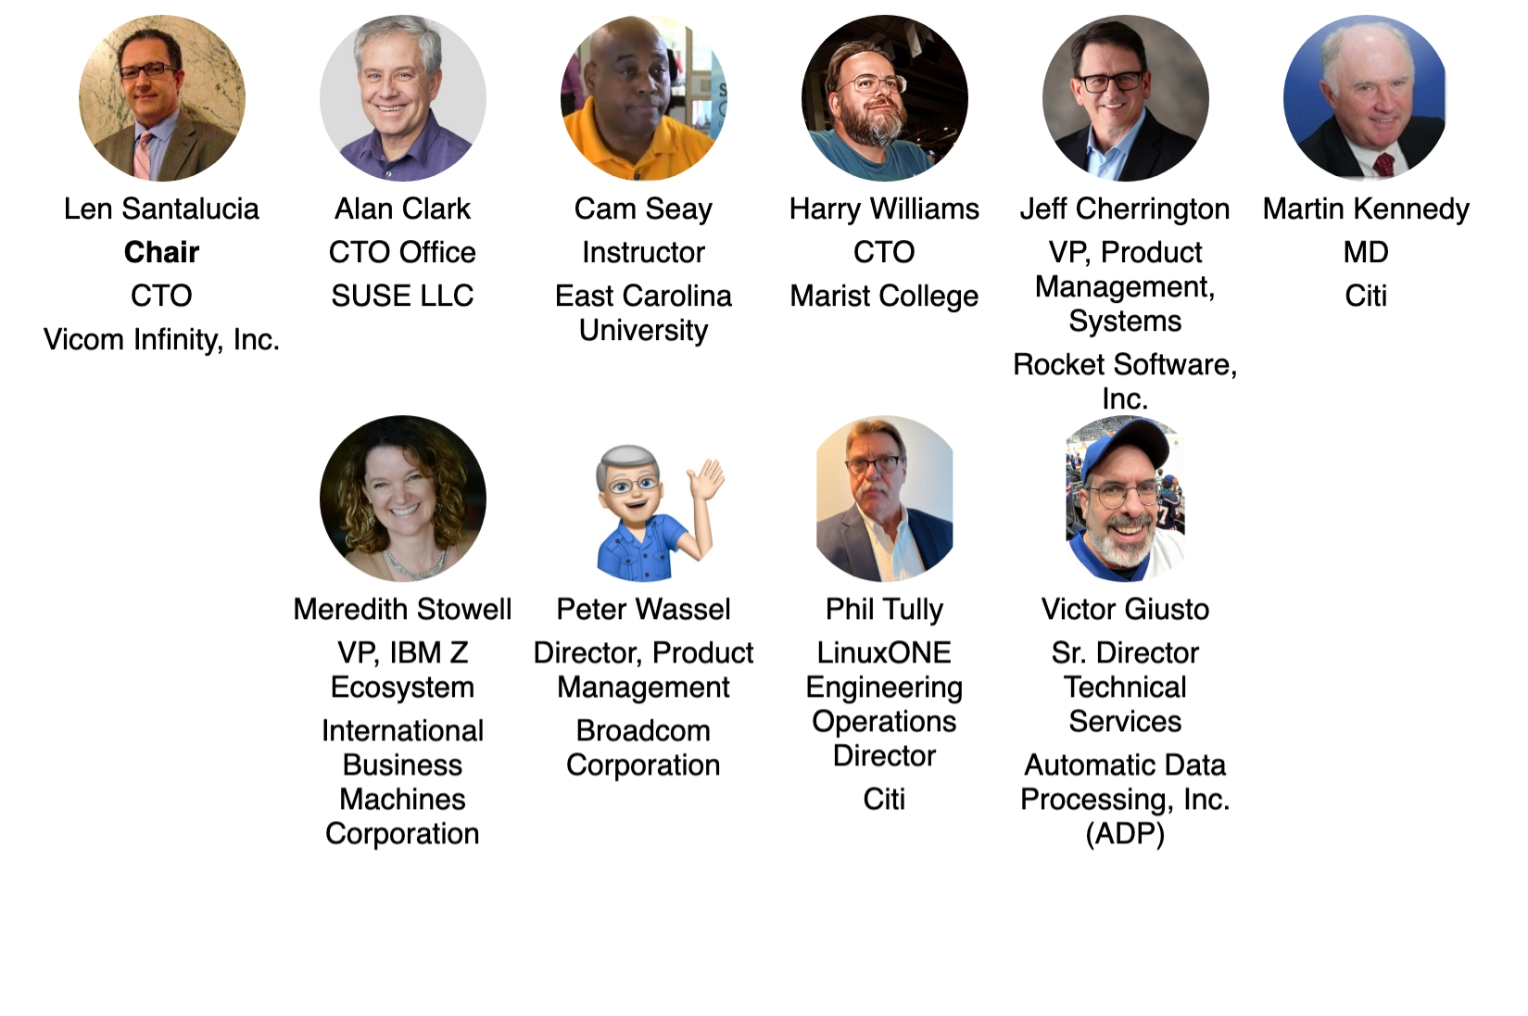 Len Santalucia
Chair
CTO
Vicom Infinity, Inc.
Alan Clark
CTO Office
SUSE LLC
Cam Seay
Instructor
East Carolina
University
Harry Williams
CTO
Marist College
Jeff Cherrington
VP, Product
Management,
Systems
Rocket Software,
Inc.
Martin Kennedy
MD
Citi
Meredith Stowell
VP, IBM Z
Ecosystem
International
Business
Machines
Corporation
Peter Wassel
Director, Product
Management
Broadcom
Corporation
Phil Tully
LinuxONE
Engineering
Operations
Director
Citi
Victor Giusto
Sr. Director
Technical
Services
Automatic Data
Processing, Inc.
(ADP)